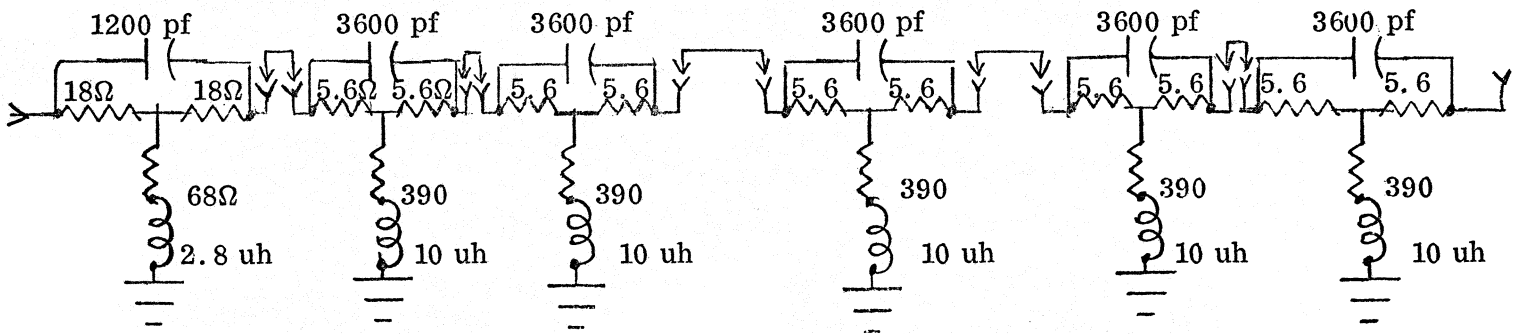 1200 pf 3600 pf 3600 pf 3600 pf 3600 pf 3600 pf
18Ω 18Ω 5.6Ω 5.6Ω 5.6 5.6 5.6 5.6 5.6 5.6 5.6 5.6
68Ω 390 390 390 390 390
2.8 uh 10 uh 10 uh 10 uh 10 uh 10 uh